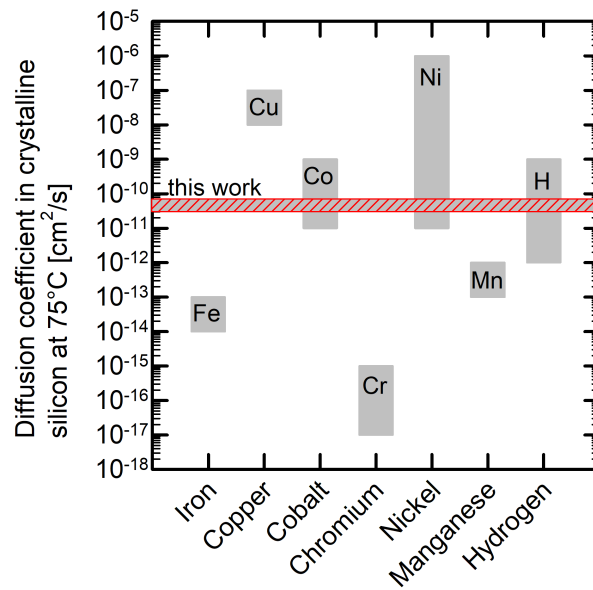 Diffusion coefficient in crystalline
silicon at 75°C [cm²/s]
10⁻⁵
10⁻⁶
10⁻⁷
10⁻⁸
10⁻⁹
10⁻¹⁰
10⁻¹¹
10⁻¹²
10⁻¹³
10⁻¹⁴
10⁻¹⁵
10⁻¹⁶
10⁻¹⁷
10⁻¹⁸
Ni
Cu
Co
H
this work
Mn
Fe
Cr
Iron
Copper
Cobalt
Chromium
Nickel
Manganese
Hydrogen